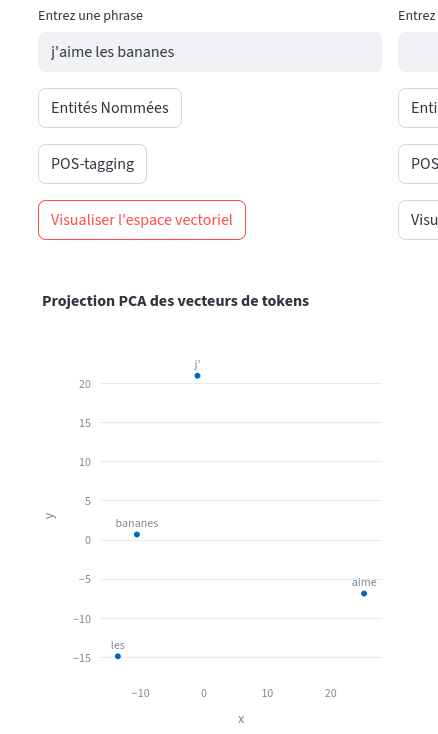 Entrez une phrase
Entrez
j'aime les bananes
Entités Nommées
Enti
POS-tagging
POS
Visualiser l'espace vectoriel
Visu
Projection PCA des vecteurs de tokens
j'
20
15
10
5
bananes
0
y
aime
−5
−10
les
−15
−10 0 10 20
x